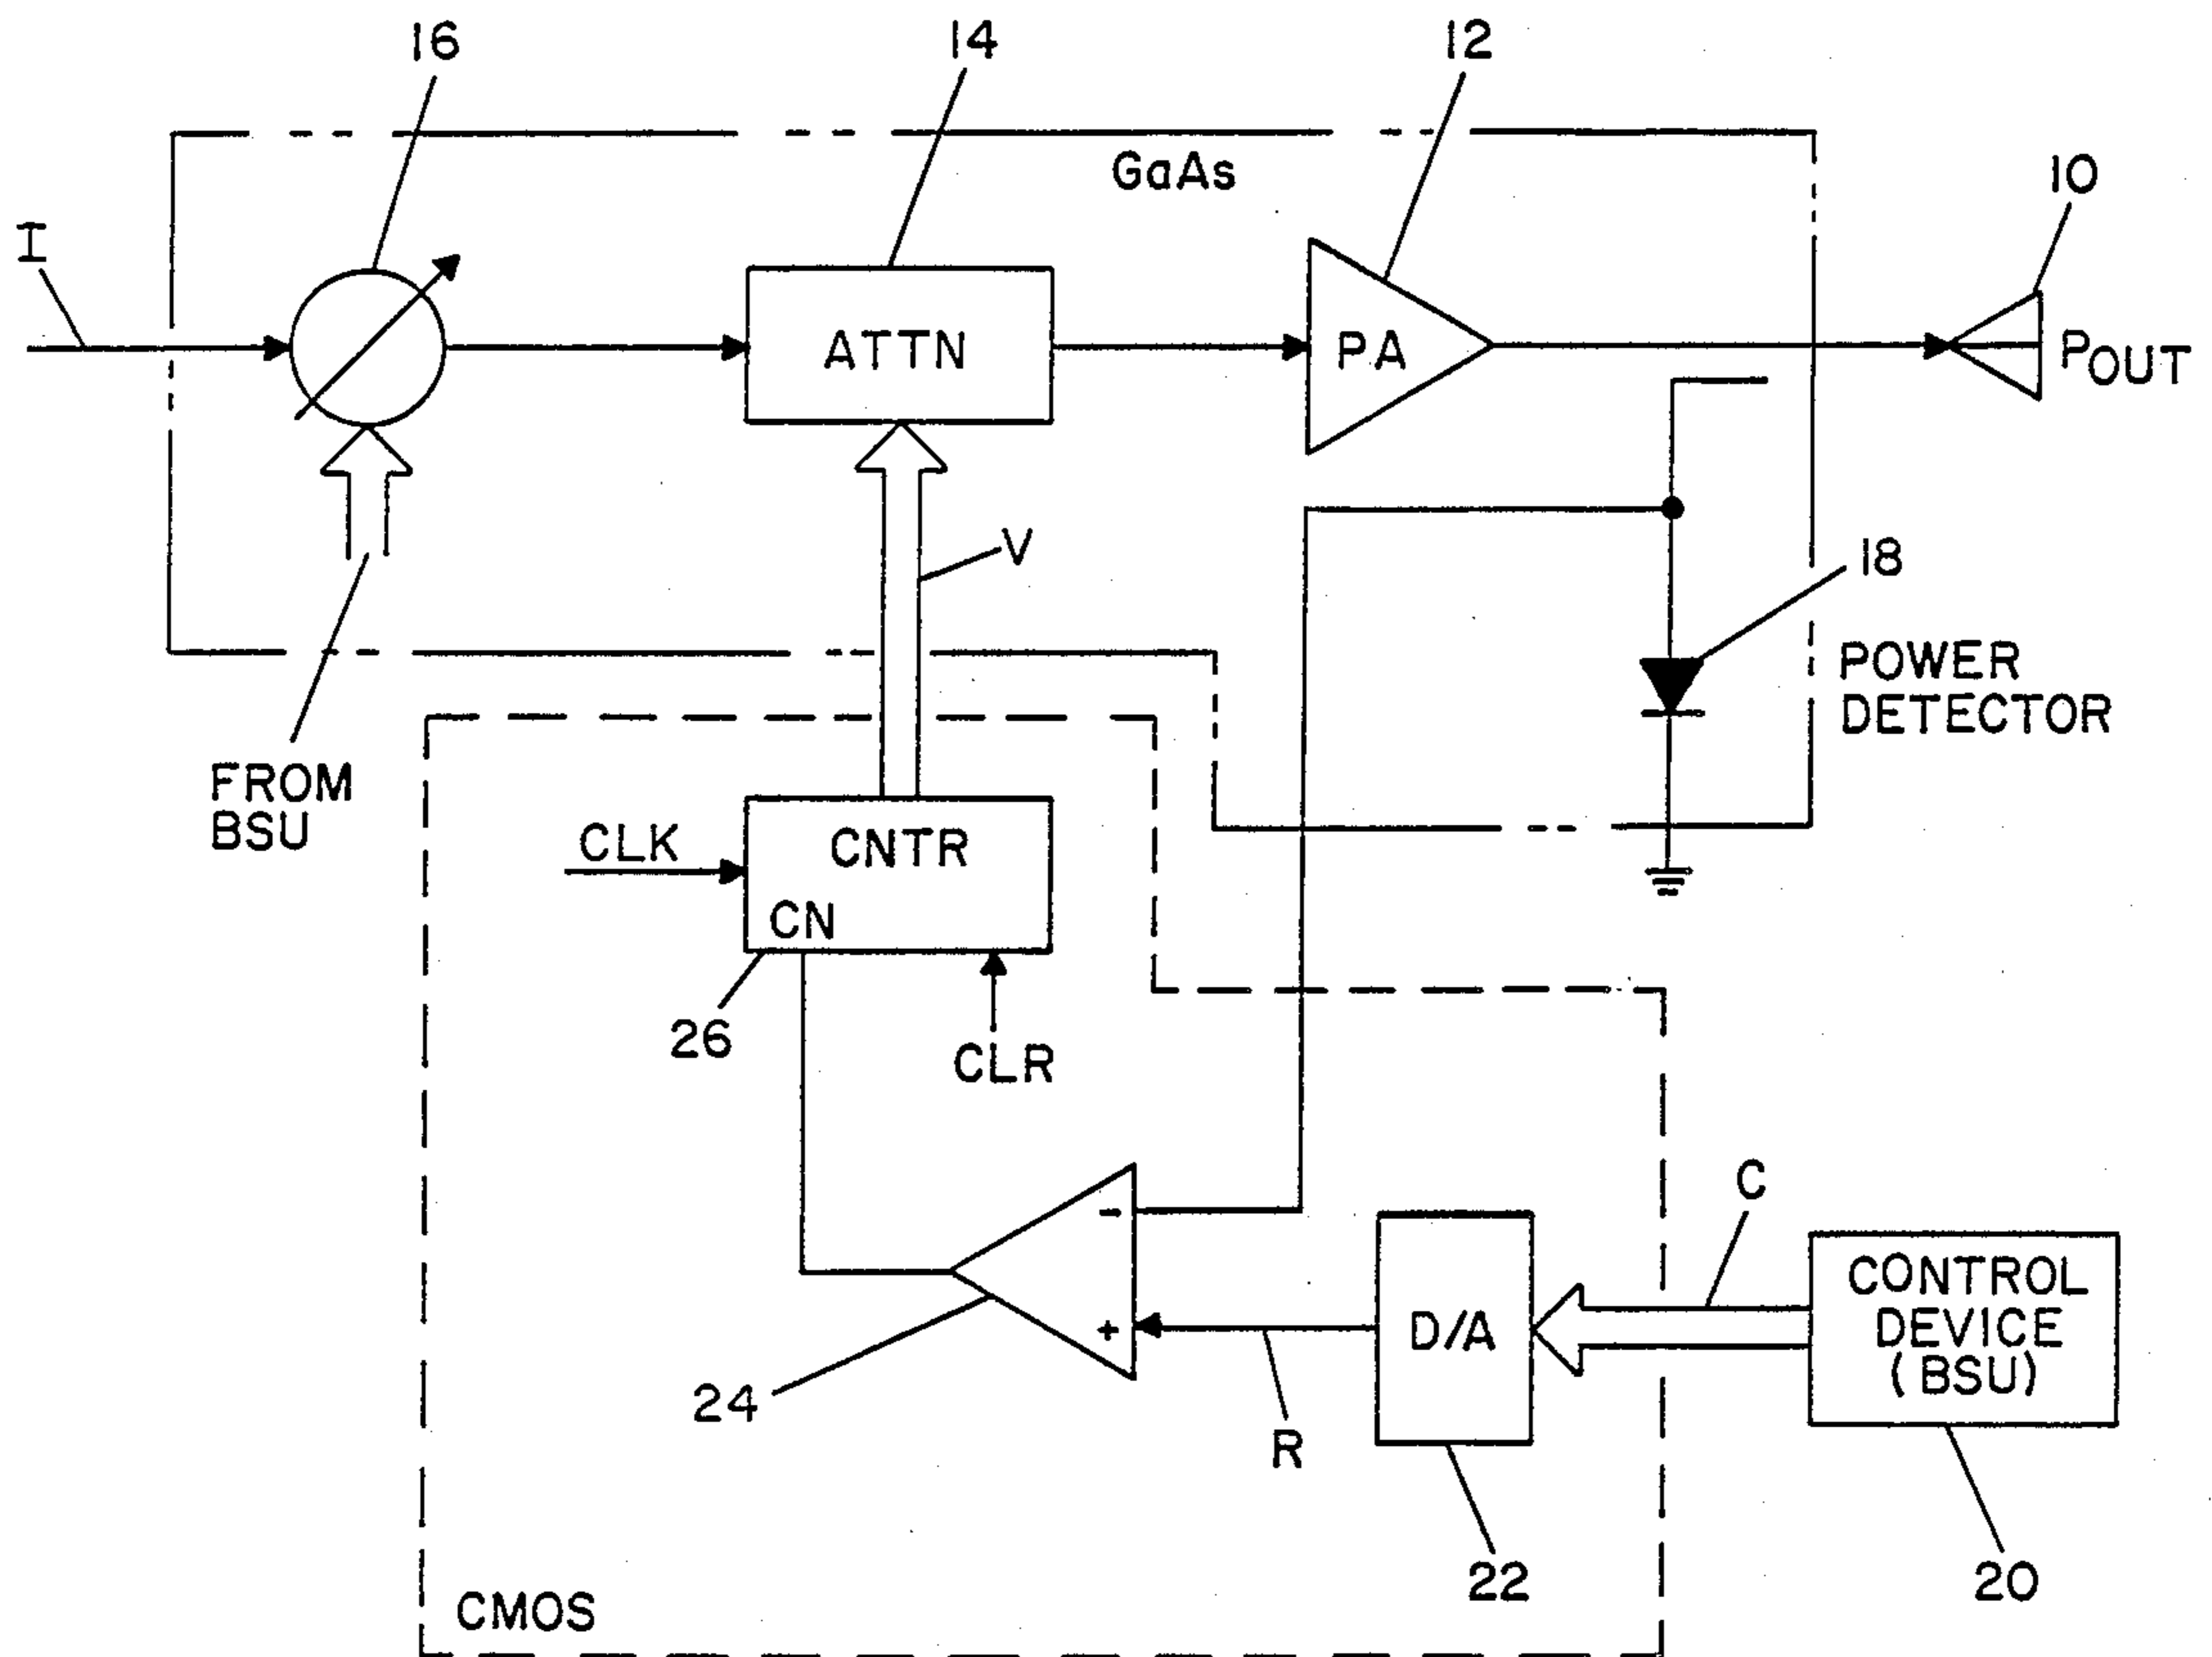 16
14
12
GaAs
10
I
ATTN
PA
POUT
V
18
POWER
DETECTOR
FROM
BSU
CLK
CNTR
CN
26
CLR
C
-
+
D/A
CONTROL
DEVICE
(BSU)
24
R
22
20
CMOS